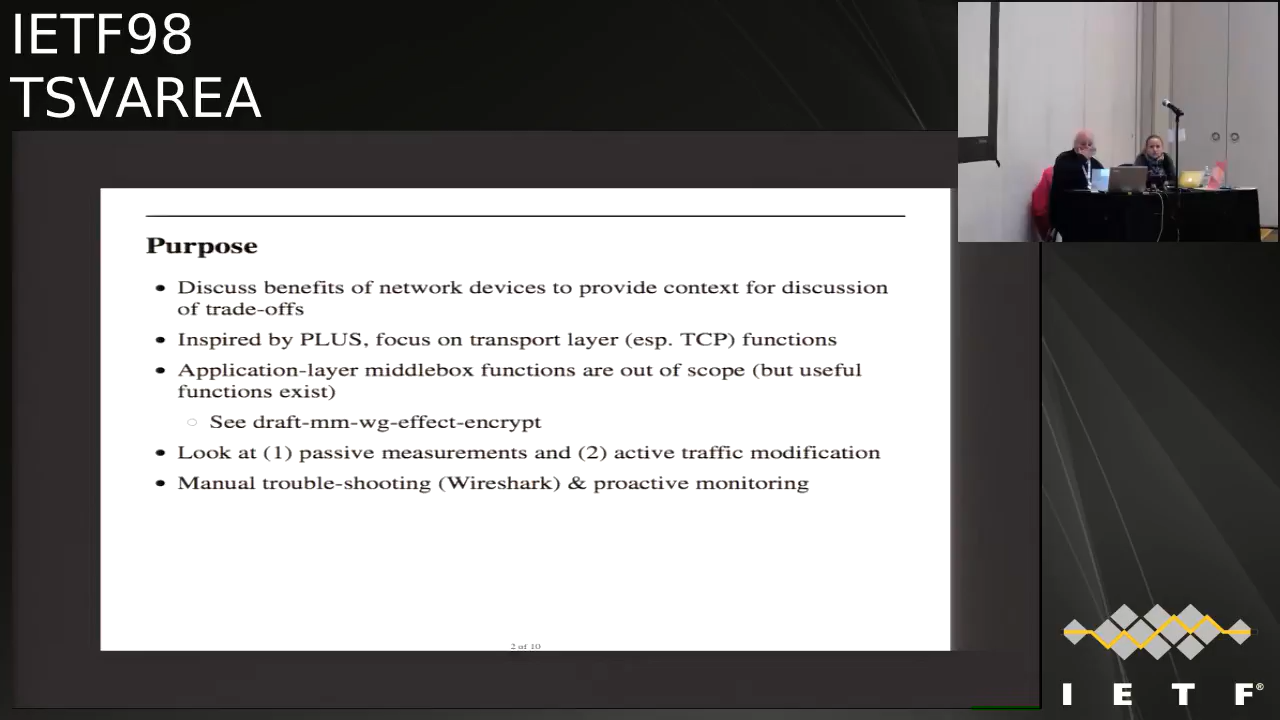 IETF98
TSVAREA
Purpose
• Discuss benefits of network devices to provide context for discussion
of trade-offs
• Inspired by PLUS, focus on transport layer (esp. TCP) functions
• Application-layer middlebox functions are out of scope (but useful
functions exist)
○ See draft-mm-wg-effect-encrypt
• Look at (1) passive measurements and (2) active traffic modification
• Manual trouble-shooting (Wireshark) & proactive monitoring
2 of 10
I E T F®